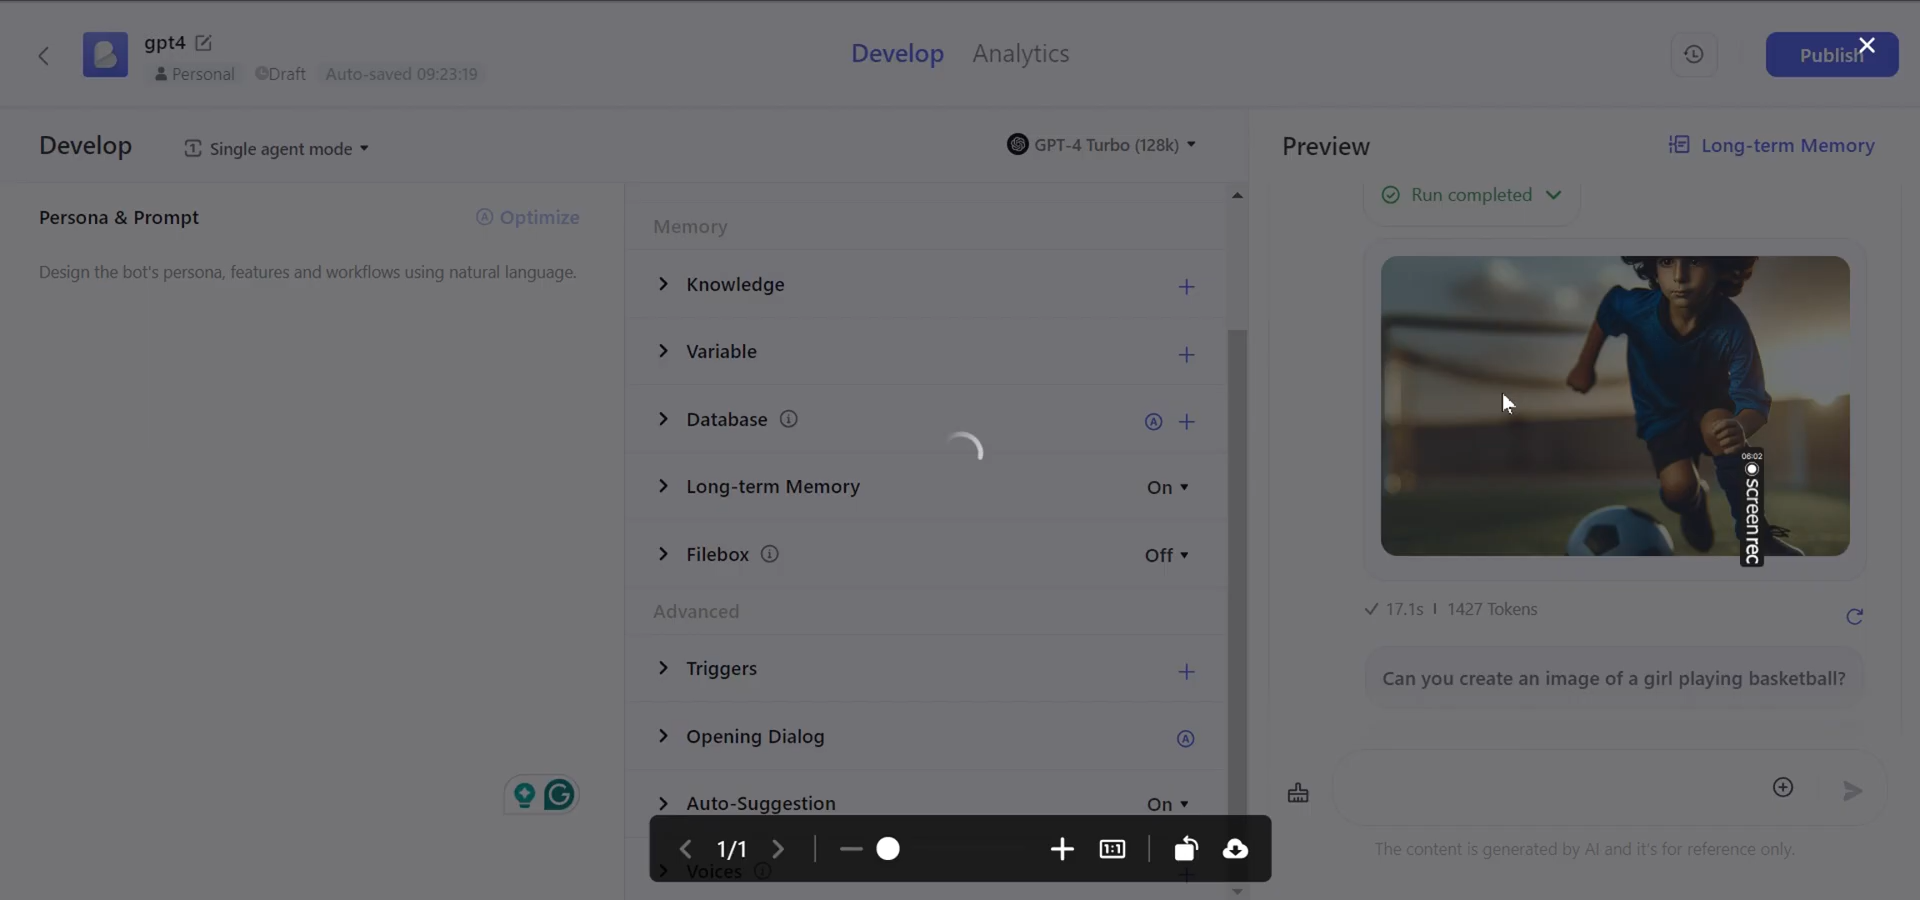 gpt4
Personal
Draft
Auto-saved 09:23:19
Develop
Analytics
Publish
Develop
Single agent mode
GPT-4 Turbo (128k)
Preview
Long-term Memory
Persona & Prompt
Optimize
Design the bot's persona, features and workflows using natural language.
Memory
Knowledge
Variable
Database
Long-term Memory
On
Filebox
Off
Advanced
Triggers
Opening Dialog
Auto-Suggestion
On
Voices
1/1
1:1
Run completed
06:02
screenrec
17.1s | 1427 Tokens
Can you create an image of a girl playing basketball?
The content is generated by AI and it's for reference only.